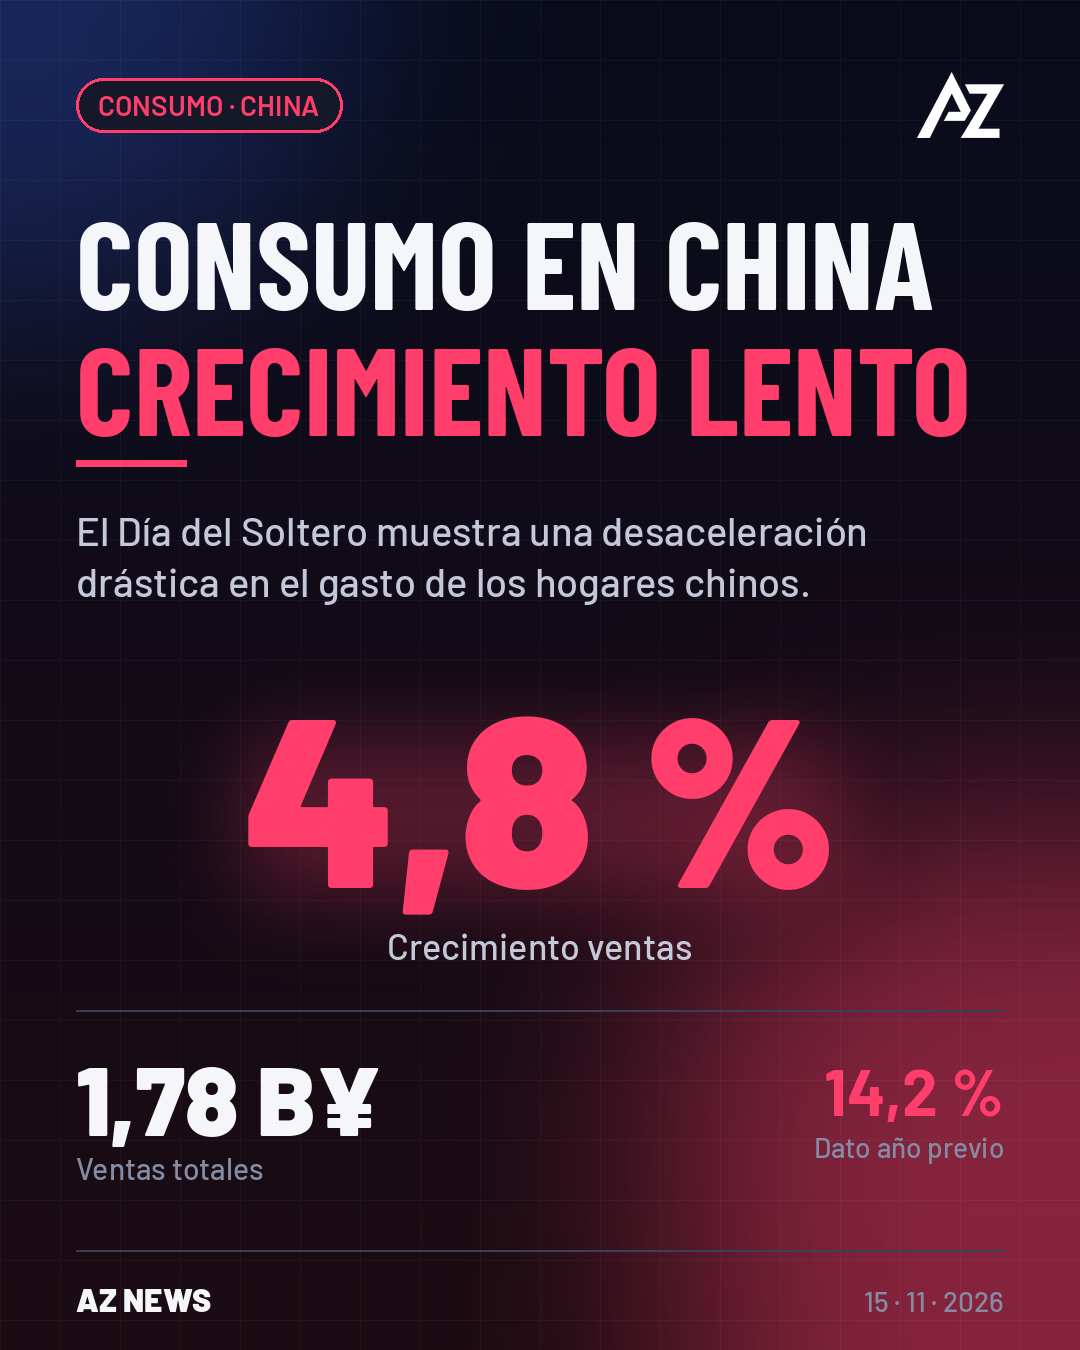 CONSUMO · CHINA
AZ
CONSUMO EN CHINA
CRECIMIENTO LENTO
El Día del Soltero muestra una desaceleración
drástica en el gasto de los hogares chinos.
4,8 %
Crecimiento ventas
1,78 B¥
Ventas totales
14,2 %
Dato año previo
AZ NEWS
15 · 11 · 2026